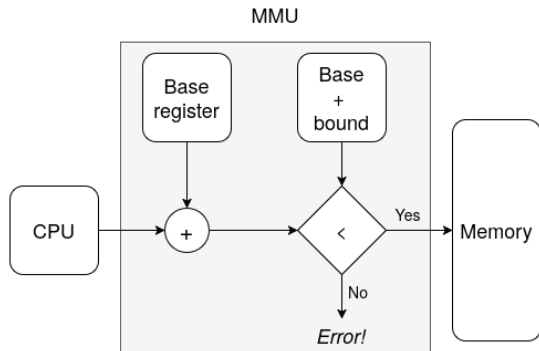 MMU
Base
register
Base
+
bound
CPU
+
<
Yes
Memory
No
Error!